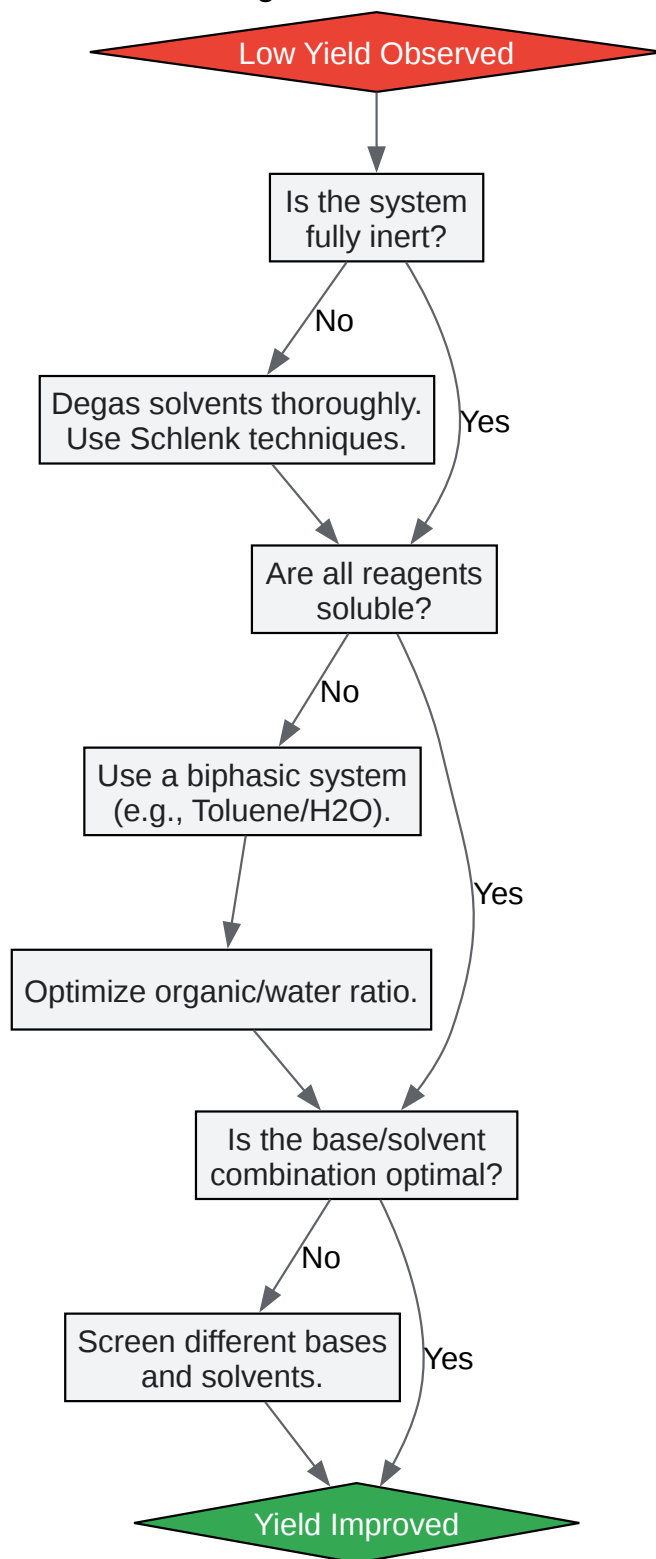 Low Yield Observed
Is the system
fully inert?
No
Degas solvents thoroughly.
Use Schlenk techniques.
Yes
Are all reagents
soluble?
No
Use a biphasic system
(e.g., Toluene/H2O).
Yes
Optimize organic/water ratio.
Is the base/solvent
combination optimal?
No
Screen different bases
and solvents.
Yes
Yield Improved